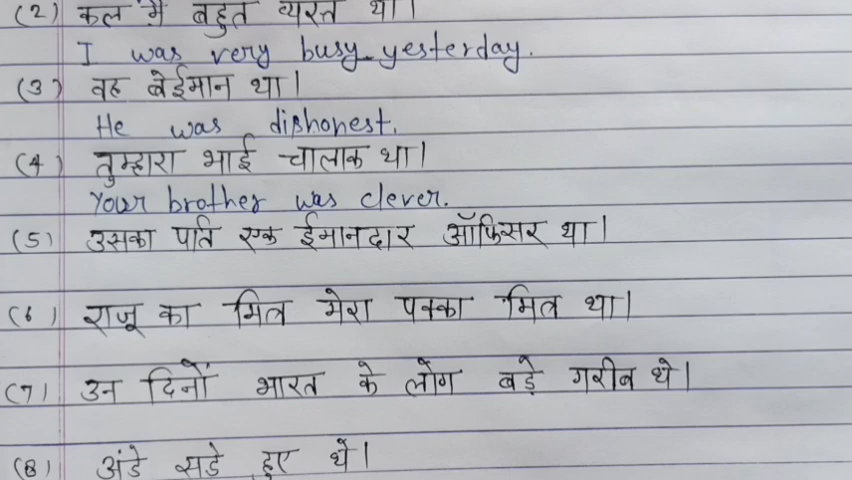 (2) कल मैं बहुत व्यस्त था।
I was very busy yesterday.
(3) वह बेईमान था।
He was dishonest.
(4) तुम्हारा भाई चालाक था।
Your brother was clever.
(5) उसका पति एक ईमानदार ऑफिसर था।
(6) राजू का मित्र मेरा पक्का मित्र था।
(7) उन दिनों भारत के लोग बड़े गरीब थे।
(8) अंडे सडे हुए थे।